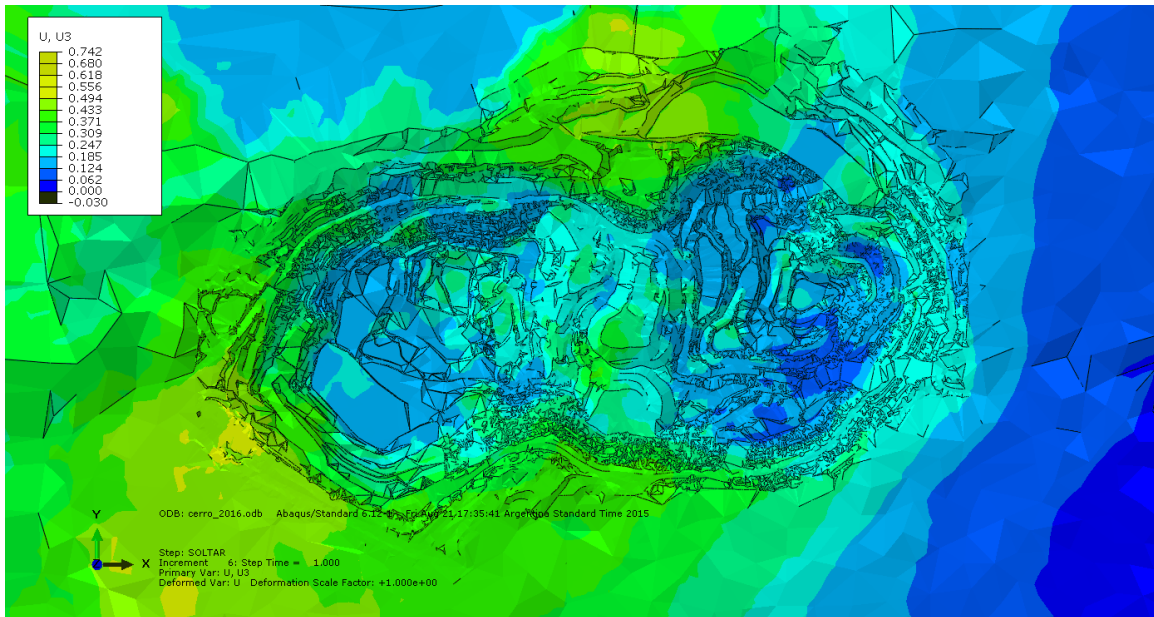 U, U3
0.742
0.680
0.618
0.556
0.494
0.433
0.371
0.309
0.247
0.185
0.124
0.062
0.000
-0.030
ODB: cerro_2016.odb Abaqus/Standard 6.12- Fri Aug 21 17:35:41 Argentina Standard Time 2015
Y
X
Step: SOLTAR
Increment 6: Step Time = 1.000
Primary Var: U, U3
Deformed Var: U Deformation Scale Factor: +1.000e+00